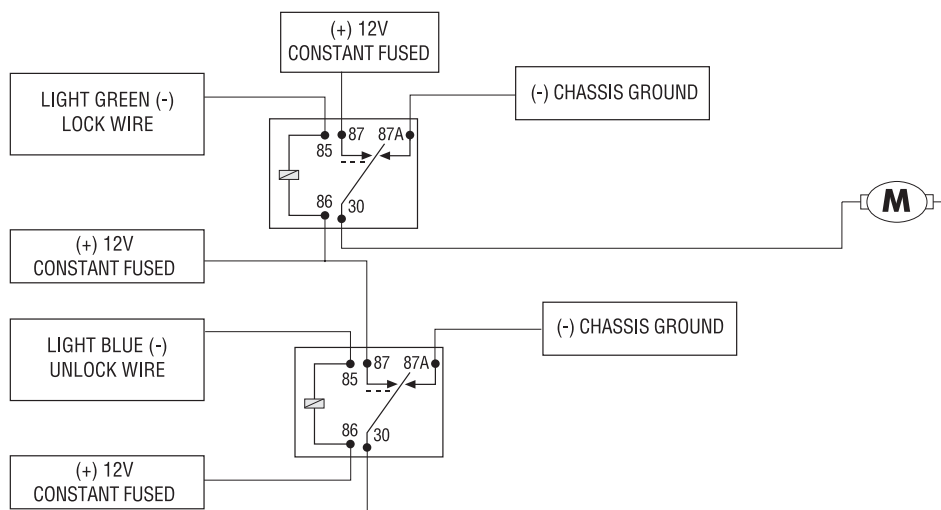 (+) 12V
CONSTANT FUSED
LIGHT GREEN (-)
LOCK WIRE
(-) CHASSIS GROUND
87 87A
85
86
30
M
(+) 12V
CONSTANT FUSED
(-) CHASSIS GROUND
LIGHT BLUE (-)
UNLOCK WIRE
87 87A
85
86
30
(+) 12V
CONSTANT FUSED